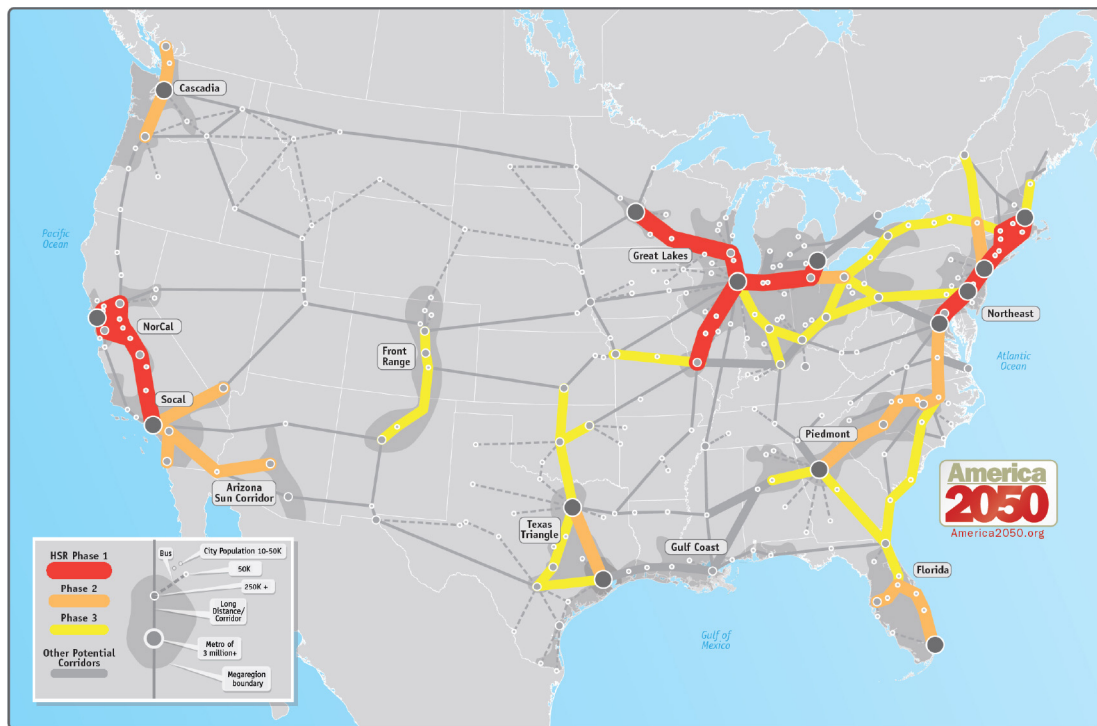 Cascadia
Pacific
Ocean
Great Lakes
NorCal
Front
Range
Northeast
Atlantic
Ocean
Socal
Piedmont
Arizona
Sun Corridor
Texas
Triangle
Gulf Coast
Florida
Gulf of
Mexico
America
2050
America2050.org
HSR Phase 1
Phase 2
Phase 3
Other Potential
Corridors
Bus
City Population 10-50K
50K
250K +
Long
Distance/
Corridor
Metro of
3 million+
Megaregion
boundary